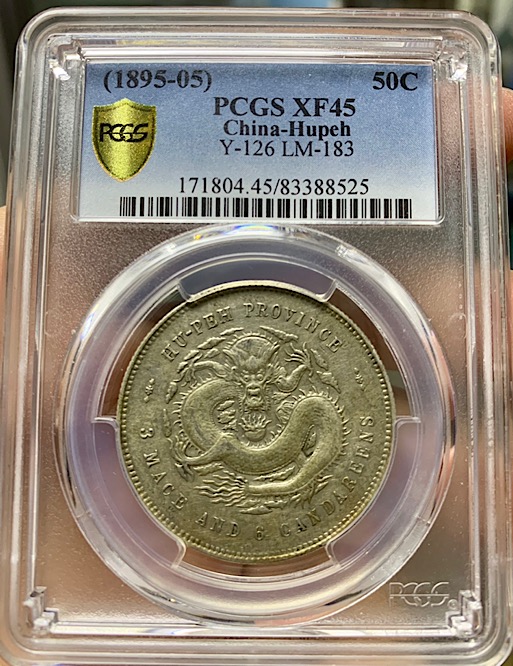 (1895-05) 50C
PCGS XF45
PCGS
China-Hupeh
Y-126 LM-183
171804.45/83388525
HU-PEH PROVINCE
3 MACE AND 6 CANDAREENS
PCGS